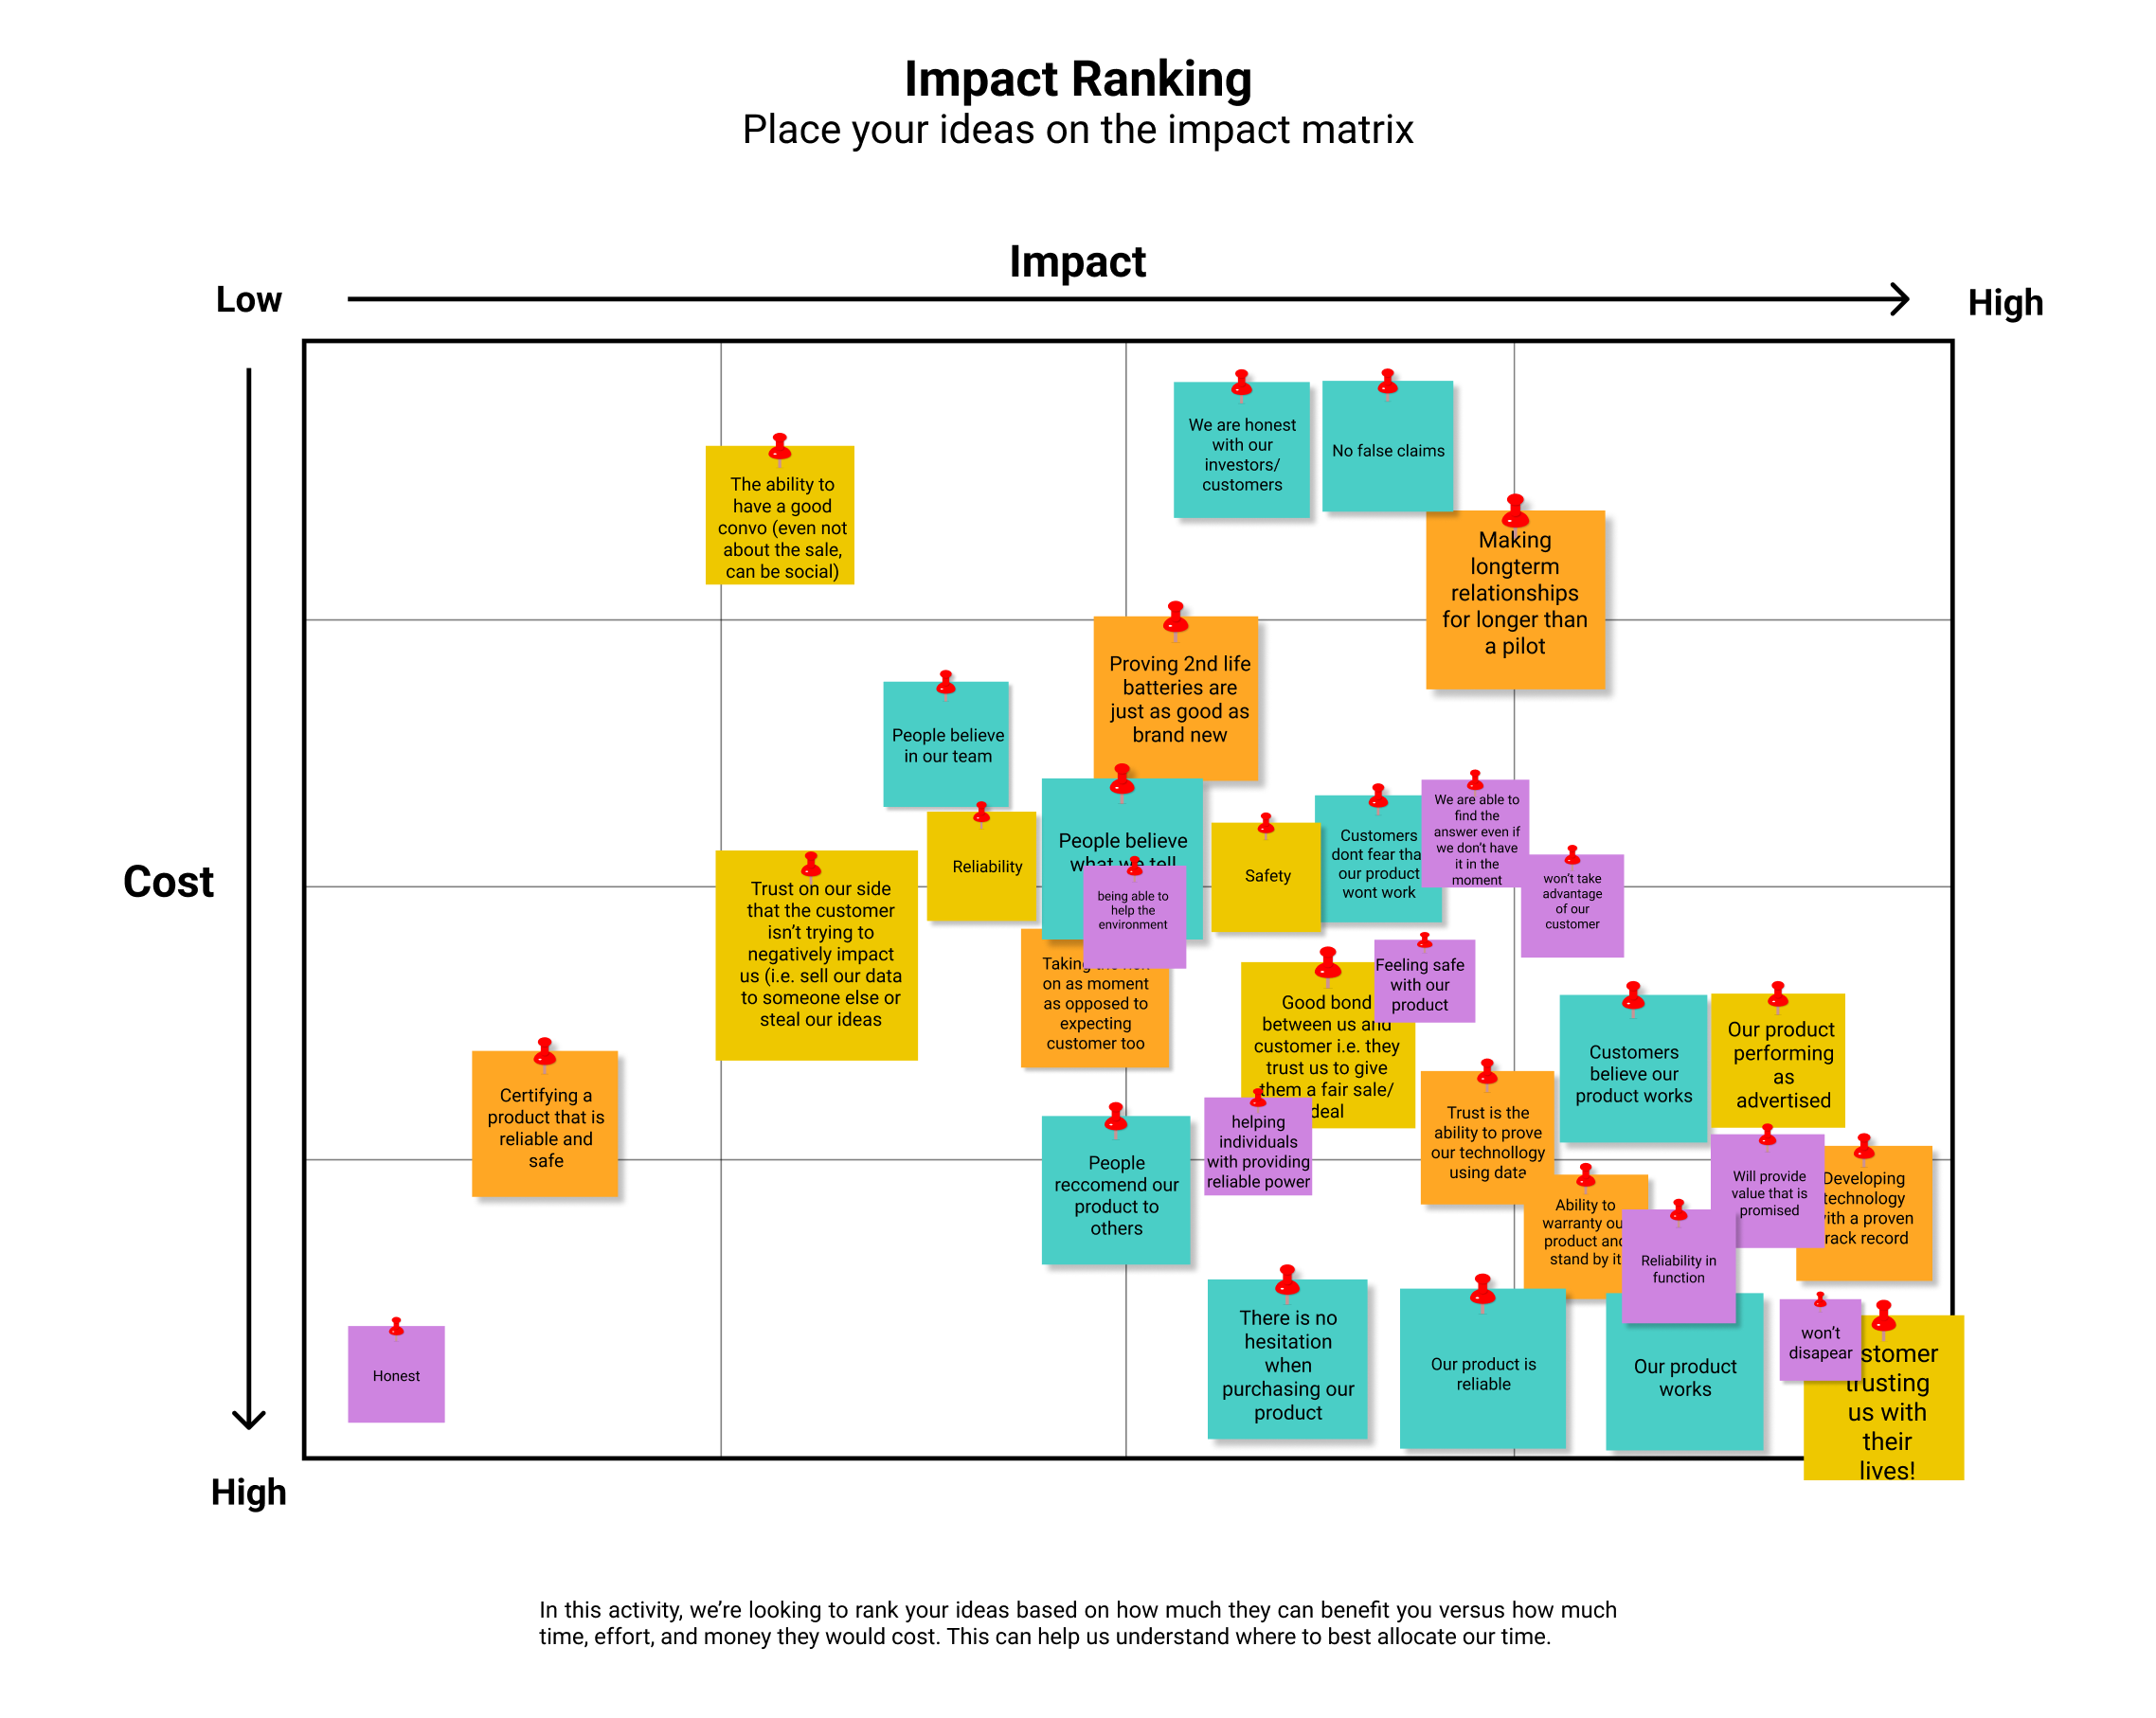 Impact Ranking
Place your ideas on the impact matrix
Impact
Low
High
Cost
High
We are honest
with our
investors/
customers
No false claims
The ability to
have a good
convo (even not
about the sale,
can be social)
Making
longterm
relationships
for longer than
a pilot
Proving 2nd life
batteries are
just as good as
brand new
People believe
in our team
Reliability
People believe
what we tell
being able to
help the
environment
Safety
Customers
dont fear tha
our product
wont work
We are able to
find the
answer even if
we don't have
it in the
moment
won't take
advantage
of our
customer
Trust on our side
that the customer
isn't trying to
negatively impact
us (i.e. sell our data
to someone else or
steal our ideas
Taking the
on as moment
as opposed to
expecting
customer too
Feeling safe
with our
product
Good bond
between us and
customer i.e. they
trust us to give
them a fair sale/
deal
Customers
believe our
product works
Our product
performing
as
advertised
Certifying a
product that is
reliable and
safe
People
reccomend our
product to
others
helping
individuals
with providing
reliable power
Trust is the
ability to prove
our technollogy
using data
Ability to
warranty ou
product and
stand by it
Will provide
value that is
promised
Developing
technology
with a proven
track record
Reliability in
function
There is no
hesitation
when
purchasing our
product
Our product is
reliable
Our product
works
won't
disapear
stomer
trusting
us with
their
lives!
Honest
In this activity, we're looking to rank your ideas based on how much they can benefit you versus how much
time, effort, and money they would cost. This can help us understand where to best allocate our time.